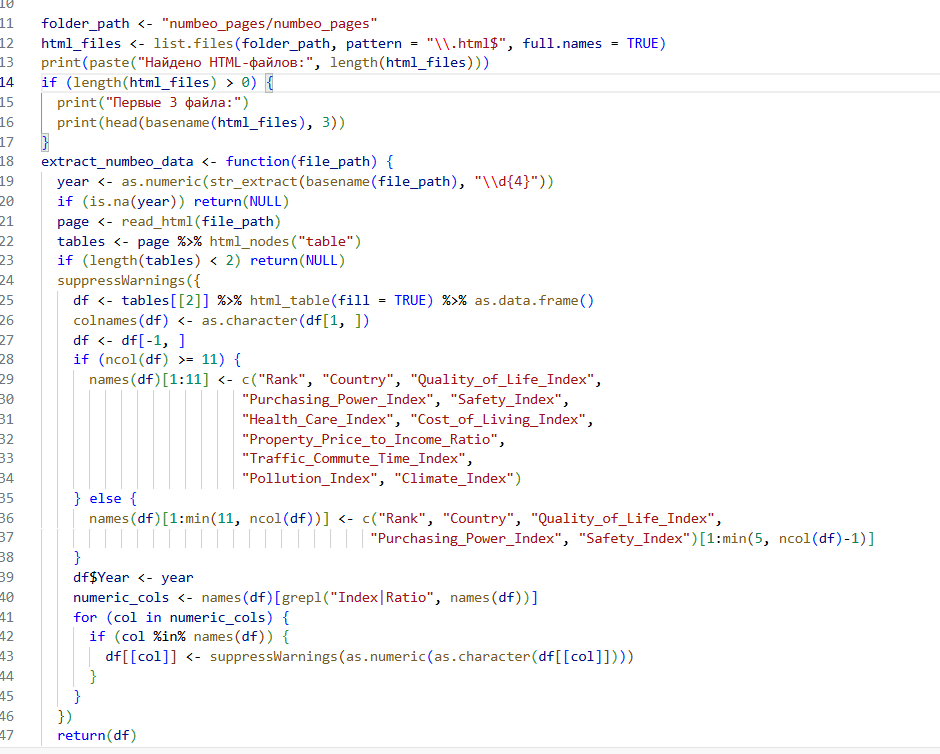 10
11 folder_path <- "numbeo_pages/numbeo_pages"
12 html_files <- list.files(folder_path, pattern = "\\.html$", full.names = TRUE)
13 print(paste("Найдено HTML-файлов:", length(html_files)))
14 if (length(html_files) > 0) {
15   print("Первые 3 файла:")
16   print(head(basename(html_files), 3))
17 }
18 extract_numbeo_data <- function(file_path) {
19   year <- as.numeric(str_extract(basename(file_path), "\\d{4}"))
20   if (is.na(year)) return(NULL)
21   page <- read_html(file_path)
22   tables <- page %>% html_nodes("table")
23   if (length(tables) < 2) return(NULL)
24   suppressWarnings({
25     df <- tables[[2]] %>% html_table(fill = TRUE) %>% as.data.frame()
26     colnames(df) <- as.character(df[1, ])
27     df <- df[-1, ]
28     if (ncol(df) >= 11) {
29       names(df)[1:11] <- c("Rank", "Country", "Quality_of_Life_Index",
30                          "Purchasing_Power_Index", "Safety_Index",
31                          "Health_Care_Index", "Cost_of_Living_Index",
32                          "Property_Price_to_Income_Ratio",
33                          "Traffic_Commute_Time_Index",
34                          "Pollution_Index", "Climate_Index")
35     } else {
36       names(df)[1:min(11, ncol(df))] <- c("Rank", "Country", "Quality_of_Life_Index",
37                                          "Purchasing_Power_Index", "Safety_Index")[1:min(5, ncol(df)-1)]
38     }
39     df$Year <- year
40     numeric_cols <- names(df)[grepl("Index|Ratio", names(df))]
41     for (col in numeric_cols) {
42       if (col %in% names(df)) {
43         df[[col]] <- suppressWarnings(as.numeric(as.character(df[[col]])))
44       }
45     }
46   })
47   return(df)